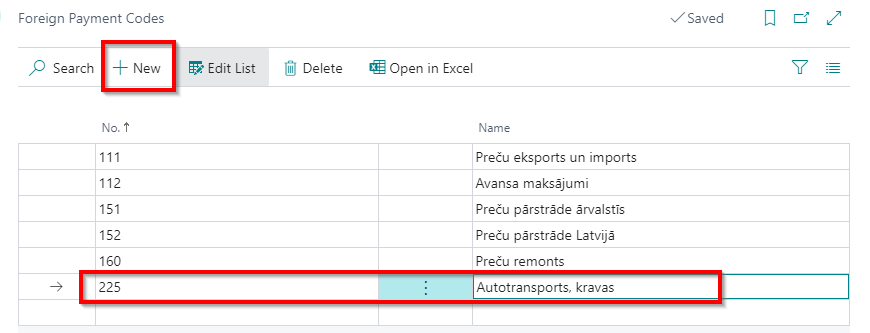 Foreign Payment Codes
Saved
Search
New
Edit List
Delete
Open in Excel
No. ↑
Name
111 Preču eksports un imports
112 Avansa maksājumi
151 Preču pārstrāde ārvalstīs
152 Preču pārstrāde Latvijā
160 Preču remonts
225 Autotransports, kravas